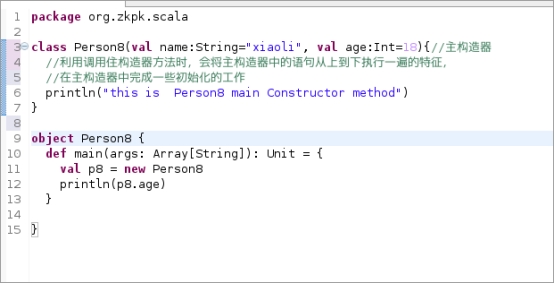 1 package org.zkpk.scala
2
3 class Person8(val name:String="xiaoli", val age:Int=18){//主构造器
4 //利用调用住构造器方法时，会将主构造器中的语句从上到下执行一遍的特征，
5 //在主构造器中完成一些初始化的工作
6 println("this is  Person8 main Constructor method")
7 }
8
9 object Person8 {
10 def main(args: Array[String]): Unit = {
11 val p8 = new Person8
12 println(p8.age)
13 }
14
15 }